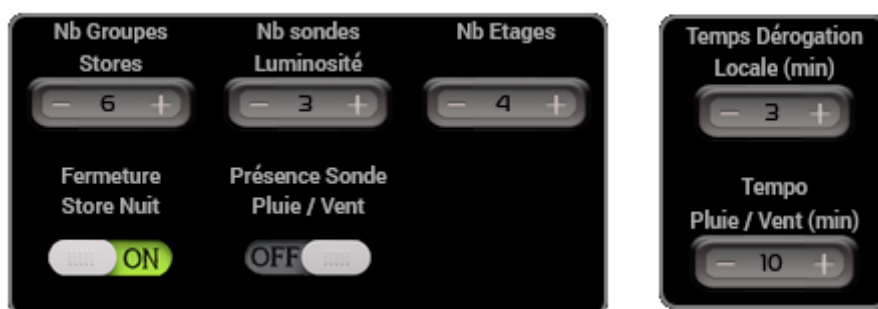 Nb Groupes
Stores
- 6 +
Nb sondes
Luminosité
- 3 +
Nb Etages
- 4 +
Fermeture
Store Nuit
ON
Présence Sonde
Pluie / Vent
OFF
Temps Dérogation
Locale (min)
- 3 +
Tempo
Pluie / Vent (min)
- 10 +